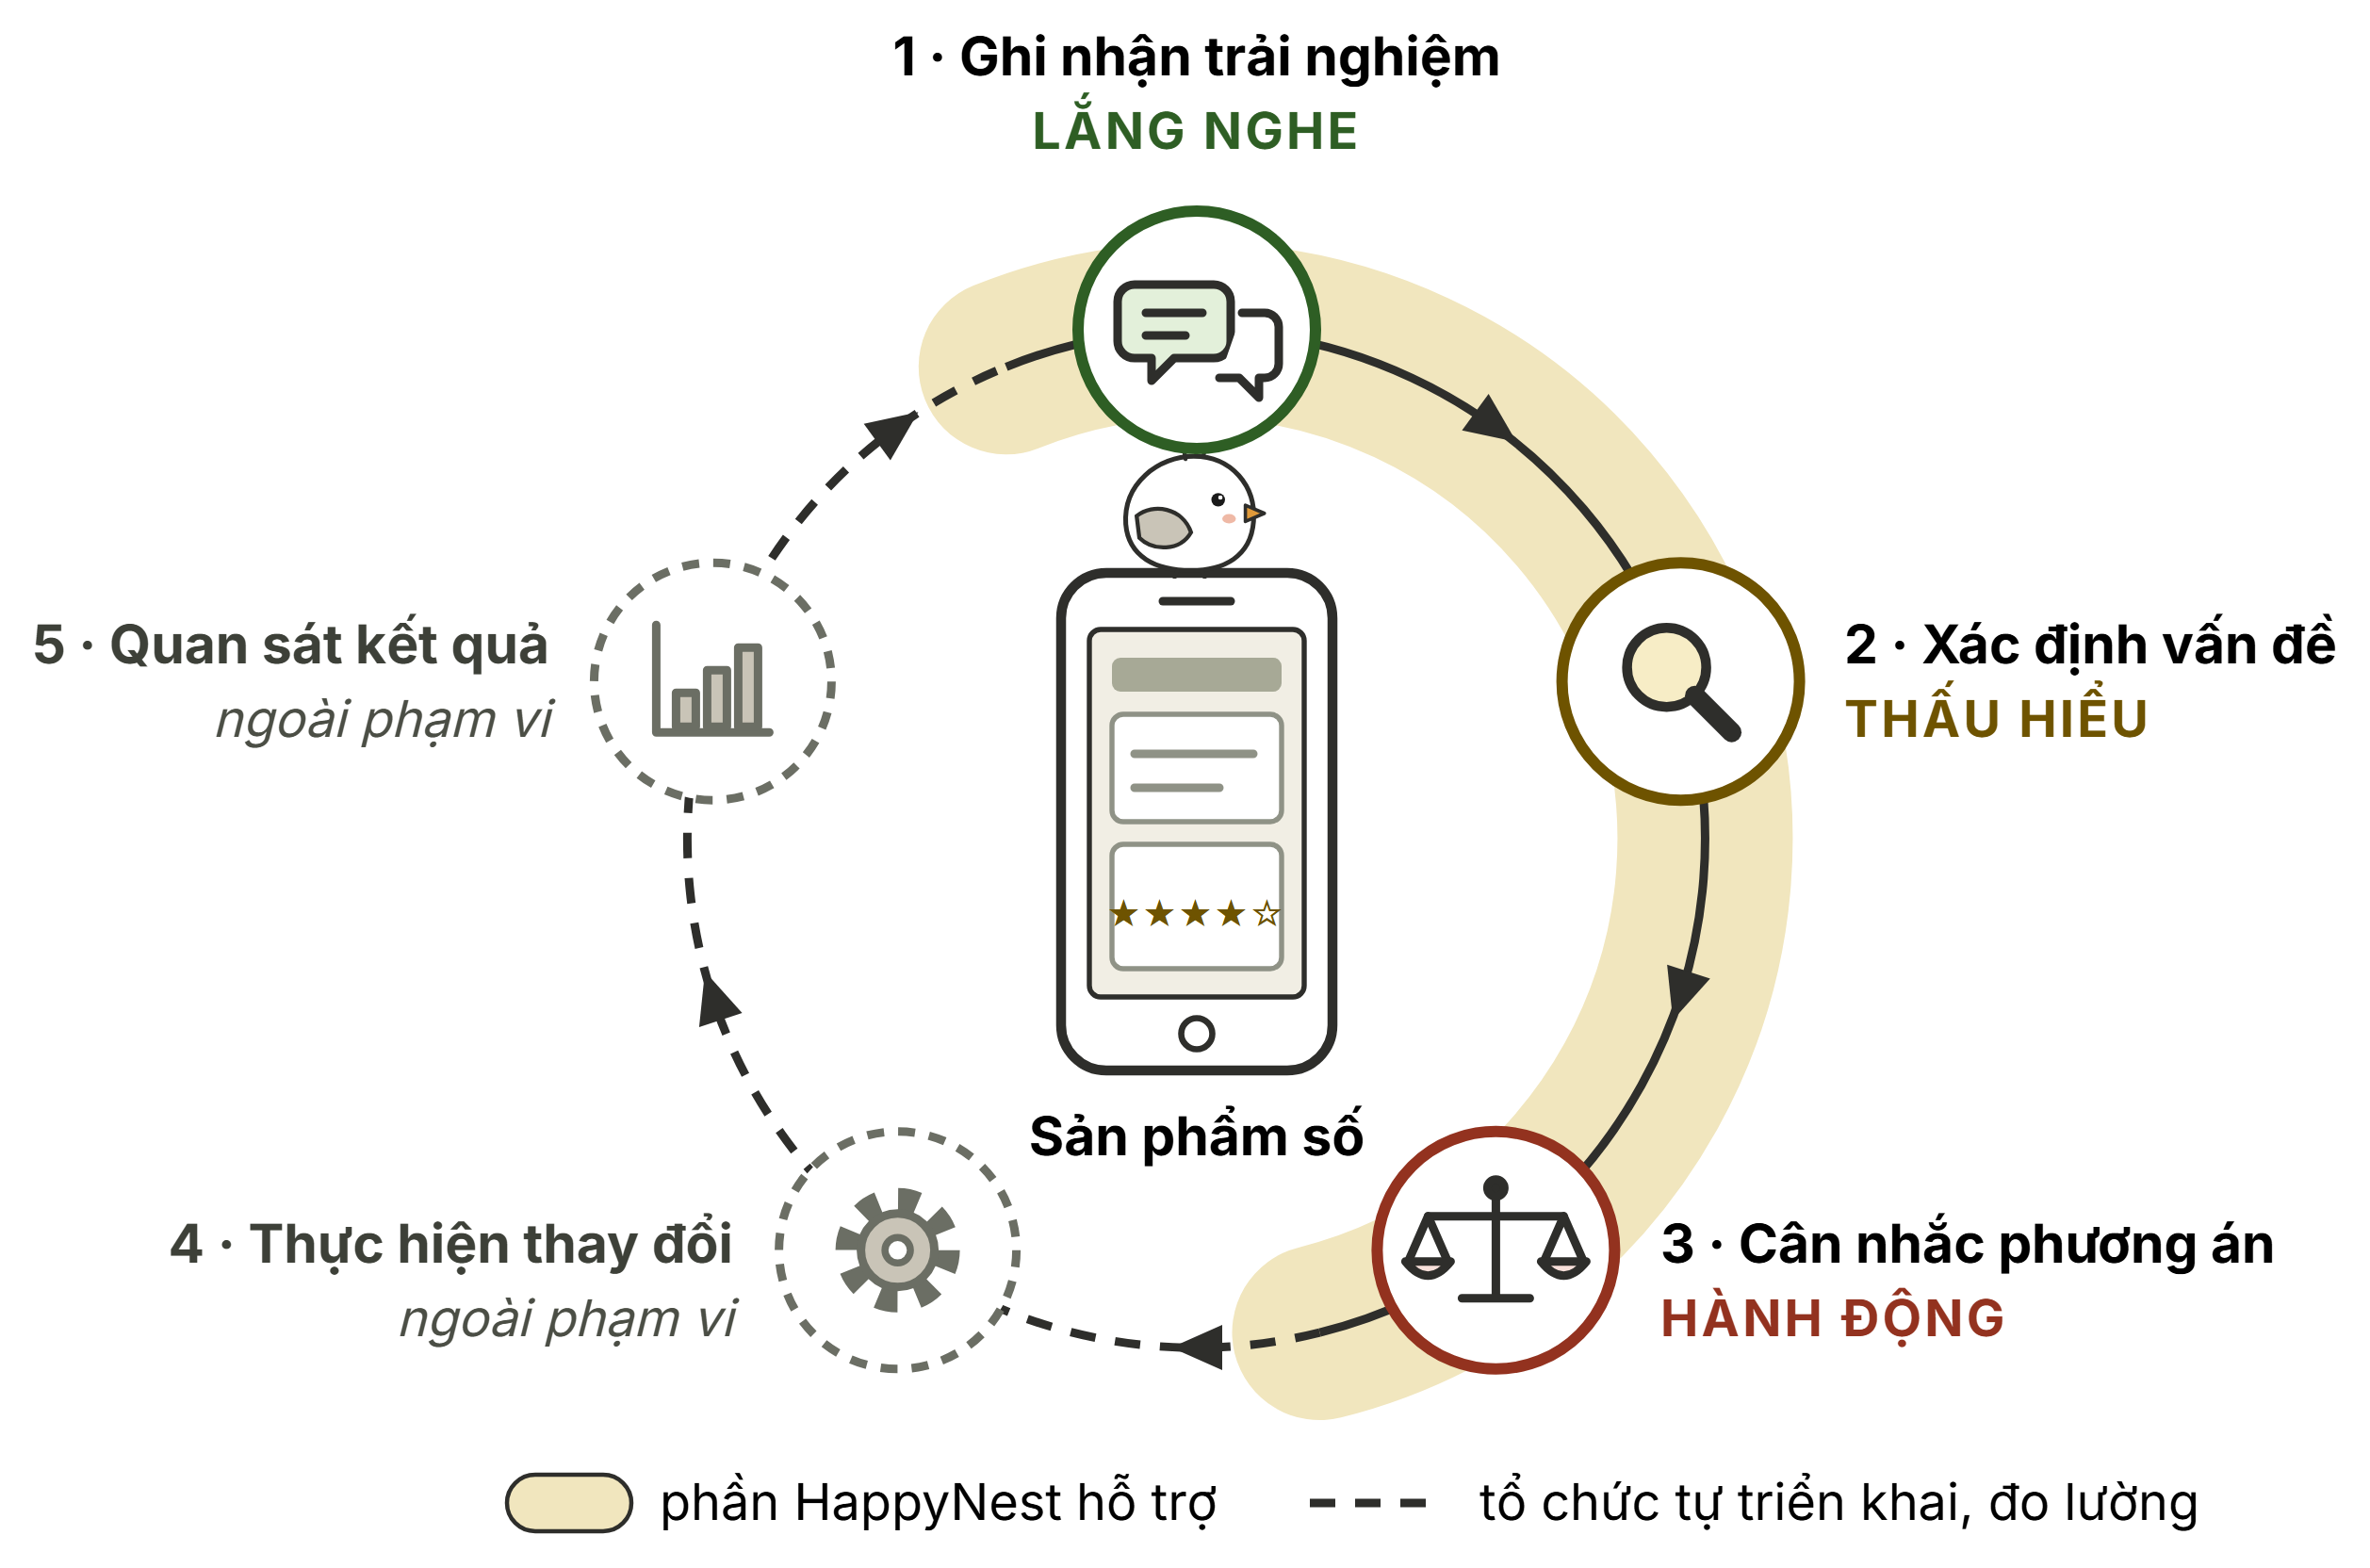 1 · Ghi nhận trải nghiệm
LẮNG NGHE
2 · Xác định vấn đề
THẤU HIỂU
3 · Cân nhắc phương án
HÀNH ĐỘNG
4 · Thực hiện thay đổi
ngoài phạm vi
5 · Quan sát kết quả
ngoài phạm vi
Sản phẩm số
phần HappyNest hỗ trợ
tổ chức tự triển khai, đo lường